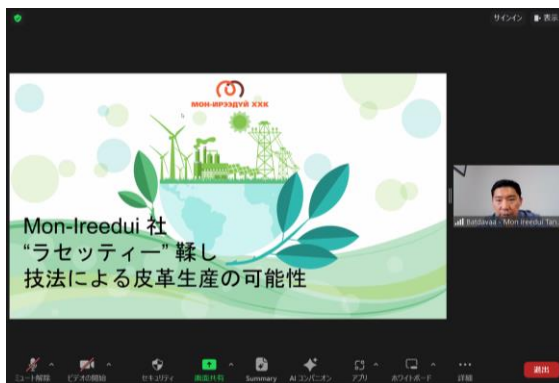 サインイン
表示
МОН-ИРЭЭДҮЙ ХХК
Mon-Ireedui 社
“ラセッティー” 鞣し
技法による皮革生産の可能性
Batdavaa - Mon Ireedui Tan
ミュート解除
ビデオの開始
セキュリティ
画面共有
Summary
AI コンパニオン
アプリ
ホワイトボード
詳細
退出